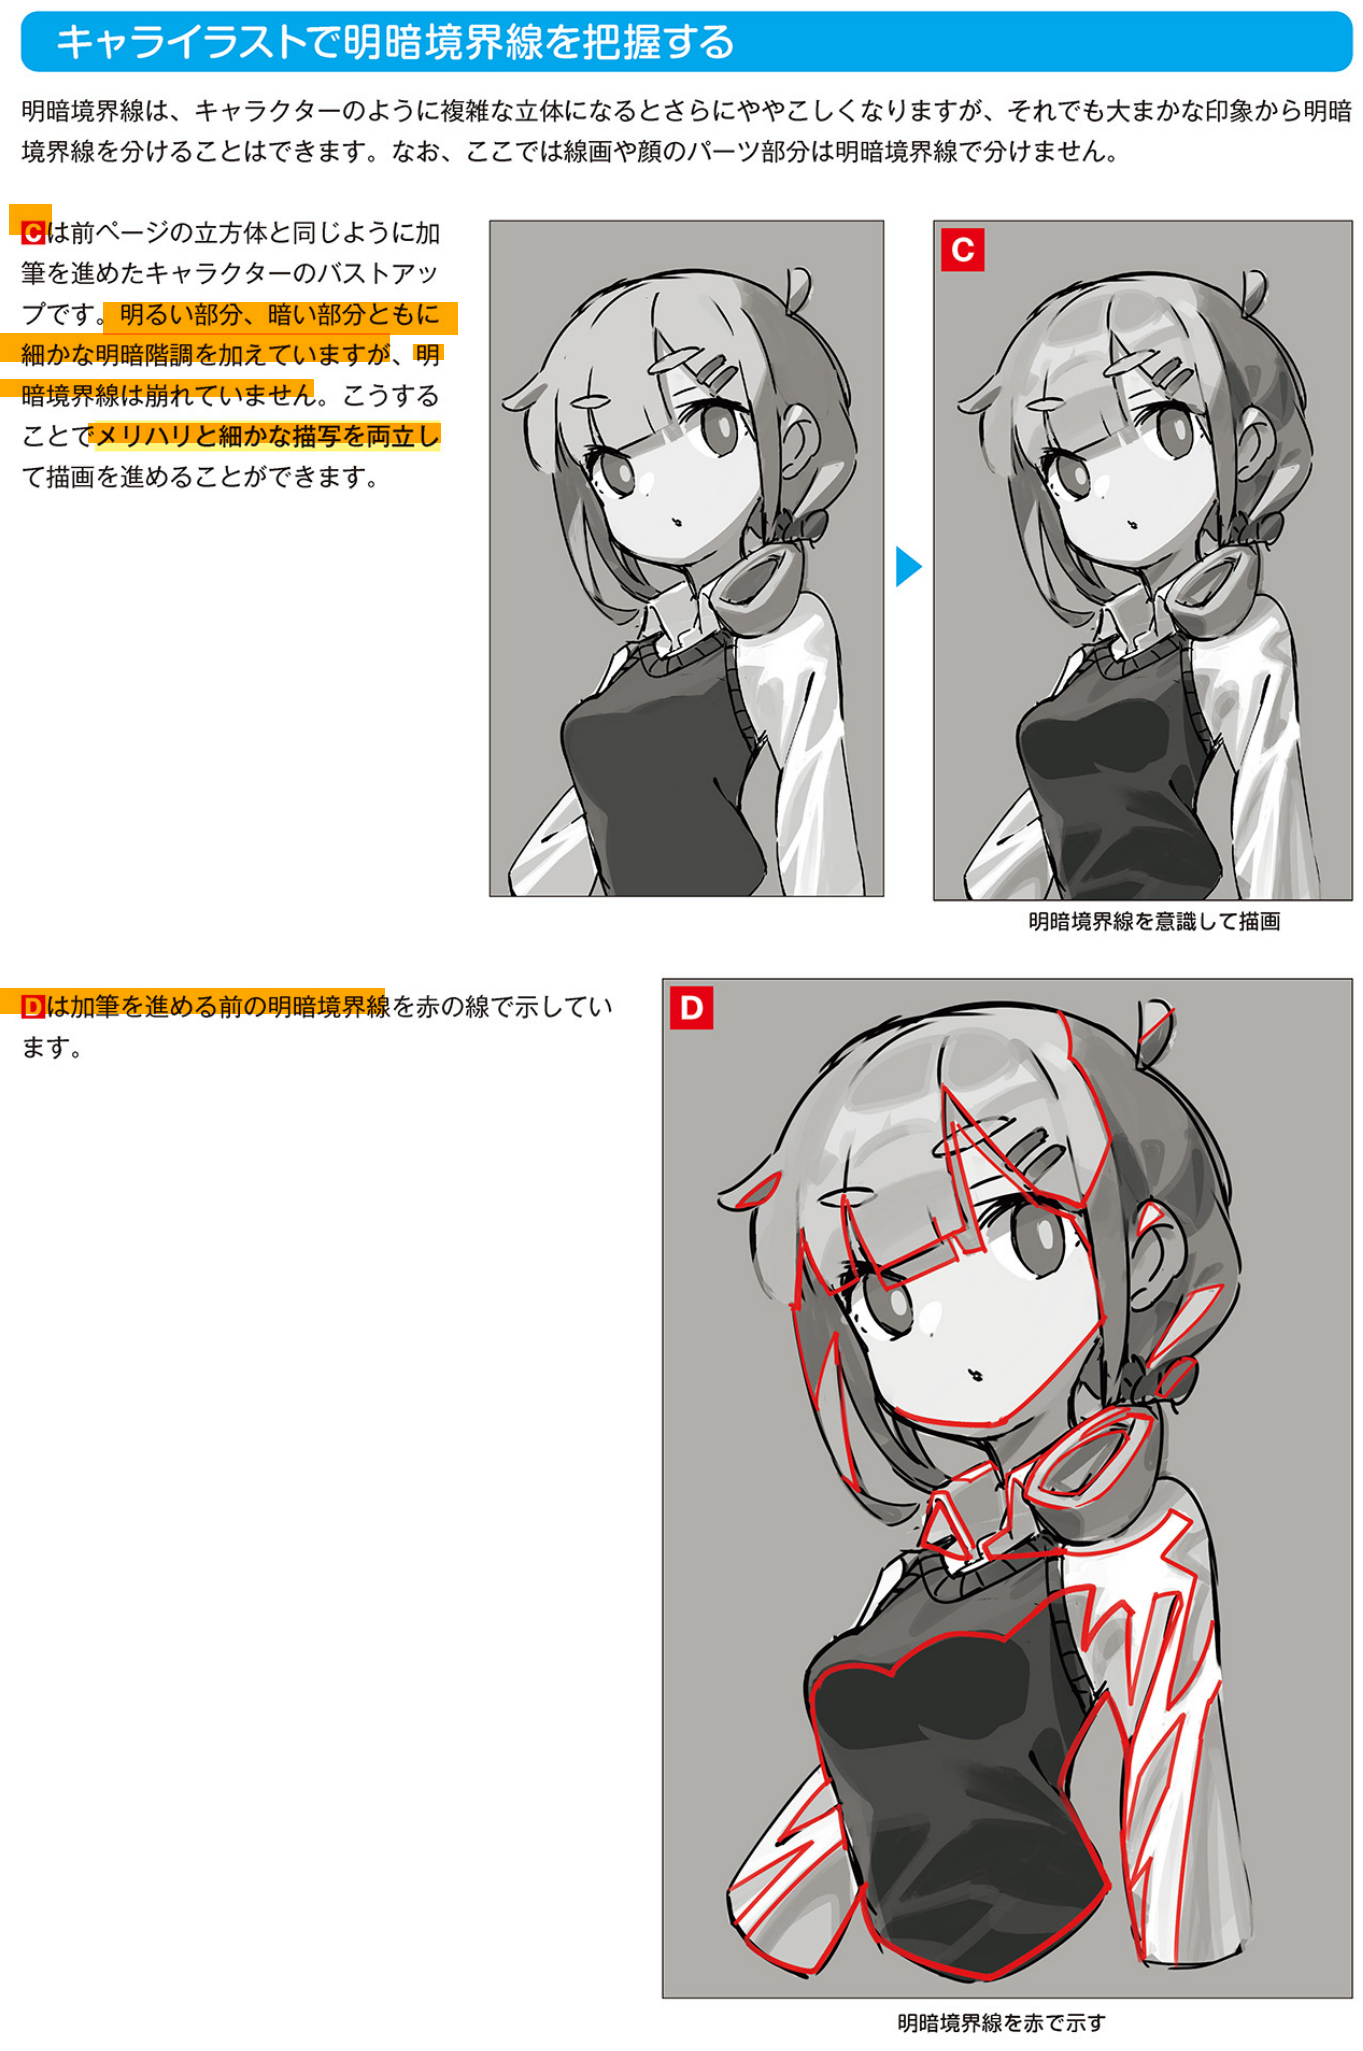 キャライラストで明暗境界線を把握する
明暗境界線は、キャラクターのように複雑な立体になるとさらにややこしくなりますが、それでも大まかな印象から明暗
境界線を分けることはできます。なお、ここでは線画や顔のパーツ部分は明暗境界線で分けません。
Cは前ページの立方体と同じように加
筆を進めたキャラクターのバストアッ
プです。明るい部分、暗い部分ともに
細かな明暗階調を加えていますが、明
暗境界線は崩れていません。こうする
ことでメリハリと細かな描写を両立し
て描画を進めることができます。
C
明暗境界線を意識して描画
Dは加筆を進める前の明暗境界線を赤の線で示してい
ます。
D
明暗境界線を赤で示す